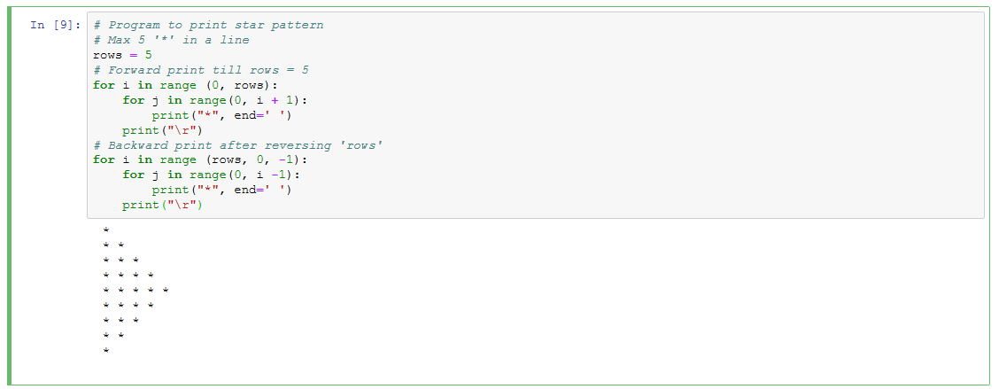 In [9]: # Program to print star pattern
# Max 5 '*' in a line
rows = 5
# Forward print till rows = 5
for i in range (0, rows):
    for j in range(0, i + 1):
        print("*", end=' ')
    print("\r")
# Backward print after reversing 'rows'
for i in range (rows, 0, -1):
    for j in range(0, i -1):
        print("*", end=' ')
    print("\r")
*
* *
* * *
* * * *
* * * * *
* * * *
* * *
* *
*